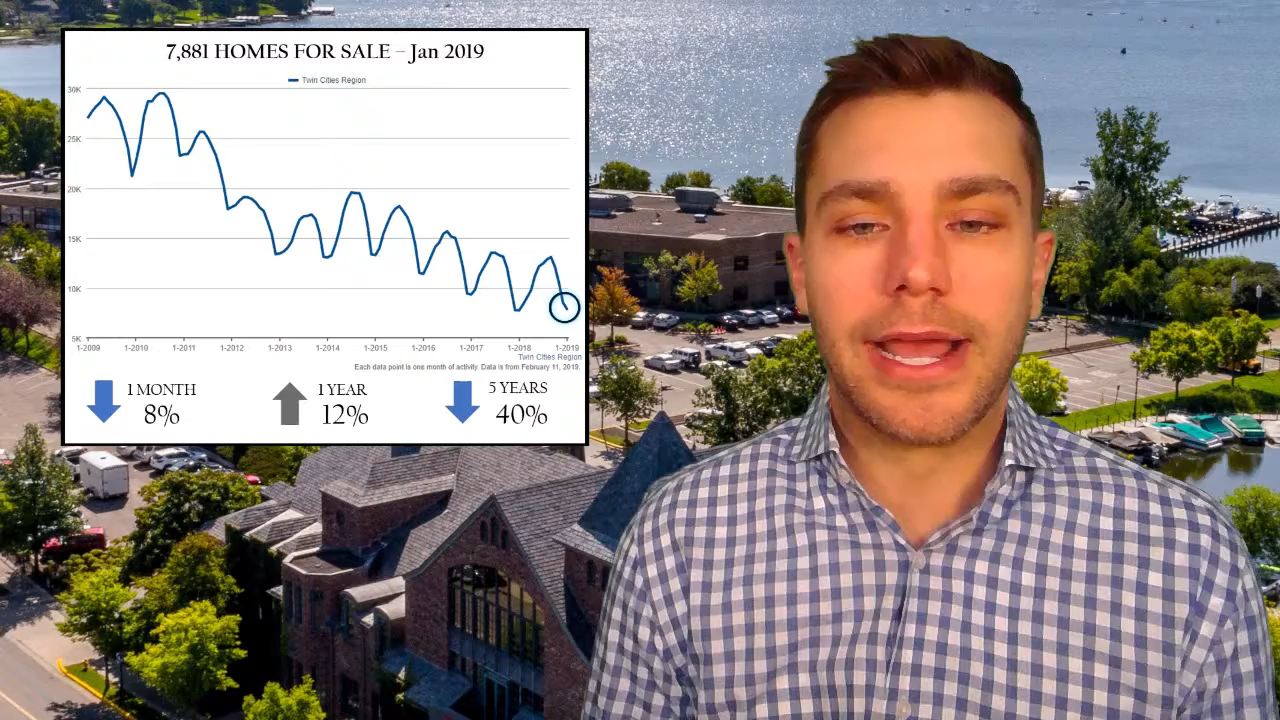 7,881 HOMES FOR SALE – Jan 2019
Twin Cities Region
30K
25K
20K
15K
10K
5K
1-2009 1-2010 1-2011 1-2012 1-2013 1-2014 1-2015 1-2016 1-2017 1-2018 1-2019
Twin Cities Region
Each data point is one month of activity. Data is from February 11, 2019.
1 MONTH 1 YEAR 5 YEARS
8% 12% 40%